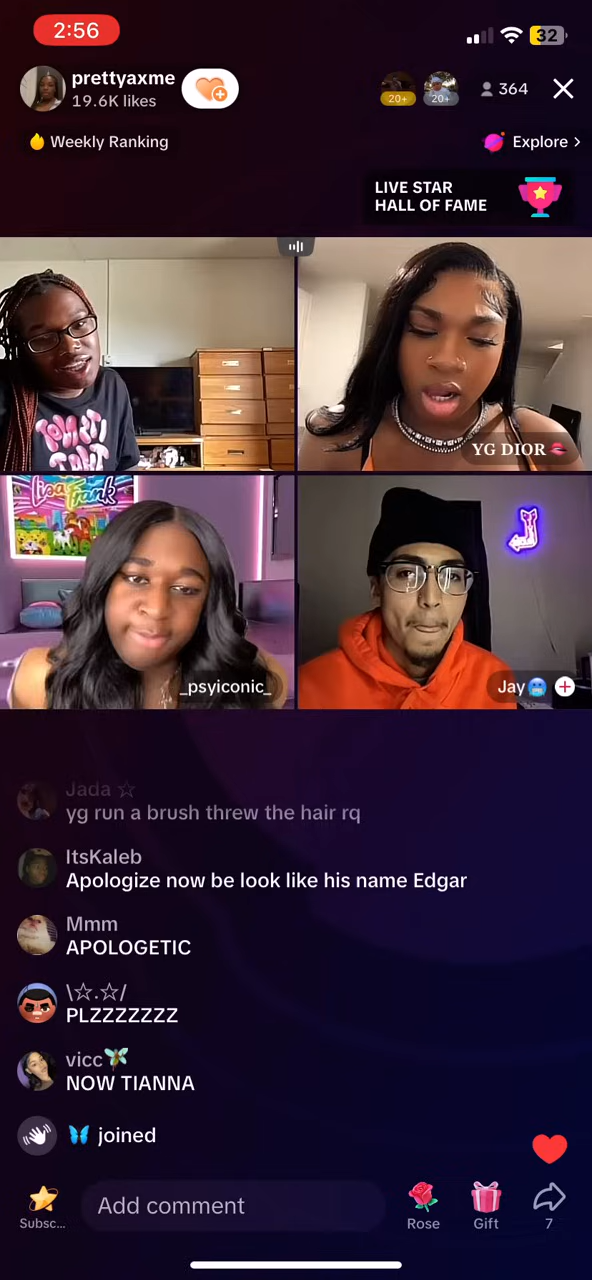 2:56
32
prettyaxme
19.6K likes
20+
20+
364
Weekly Ranking
Explore >
LIVE STAR
HALL OF FAME
YG DIOR💋
Lisa Frank
_psyiconic_
Jay🥶
Jada ☆
yg run a brush threw the hair rq
ItsKaleb
Apologize now be look like his name Edgar
Mmm
APOLOGETIC
\☆.☆/
PLZZZZZZZ
vicc🧚
NOW TIANNA
🦋 joined
Subsc...
Add comment
Rose
Gift
7